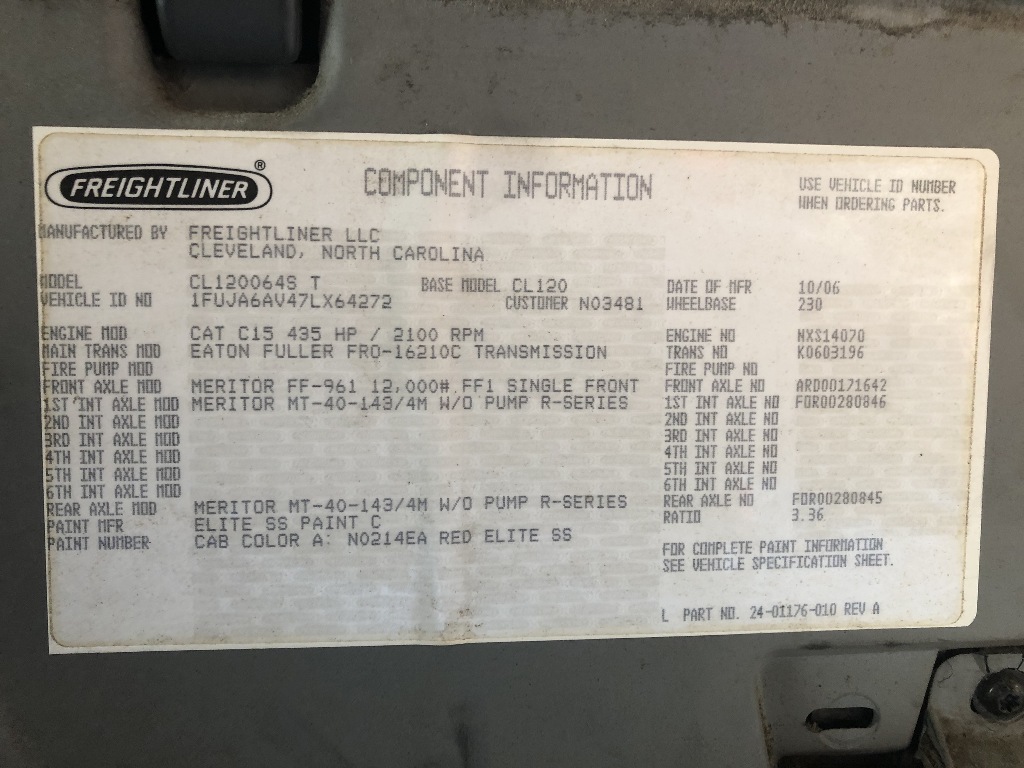 FREIGHTLINER ®
COMPONENT INFORMATION
USE VEHICLE ID NUMBER
WHEN ORDERING PARTS.
MANUFACTURED BY FREIGHTLINER LLC
CLEVELAND, NORTH CAROLINA
MODEL CL120064S T BASE MODEL CL120 DATE OF MFR 10/06
VEHICLE ID NO 1FUJA6AV47LX64272 CUSTOMER N03481 WHEELBASE 230
ENGINE MOD CAT C15 435 HP / 2100 RPM ENGINE NO NXS14070
MAIN TRANS MOD EATON FULLER FRO-16210C TRANSMISSION TRANS NO K0603196
FIRE PUMP MOD FIRE PUMP NO
FRONT AXLE MOD MERITOR FF-961 12,000# FF1 SINGLE FRONT FRONT AXLE NO ARD00171642
1ST INT AXLE MOD MERITOR MT-40-143/4M W/O PUMP R-SERIES 1ST INT AXLE NO FDR00280846
2ND INT AXLE MOD 2ND INT AXLE NO
3RD INT AXLE MOD 3RD INT AXLE NO
4TH INT AXLE MOD 4TH INT AXLE NO
5TH INT AXLE MOD 5TH INT AXLE NO
6TH INT AXLE MOD 6TH INT AXLE NO
REAR AXLE MOD MERITOR MT-40-143/4M W/O PUMP R-SERIES REAR AXLE NO FDR00280845
PAINT MFR ELITE SS PAINT C RATIO 3.36
PAINT NUMBER CAB COLOR A: N0214EA RED ELITE SS
FOR COMPLETE PAINT INFORMATION
SEE VEHICLE SPECIFICATION SHEET.
L PART NO. 24-01176-010 REV A